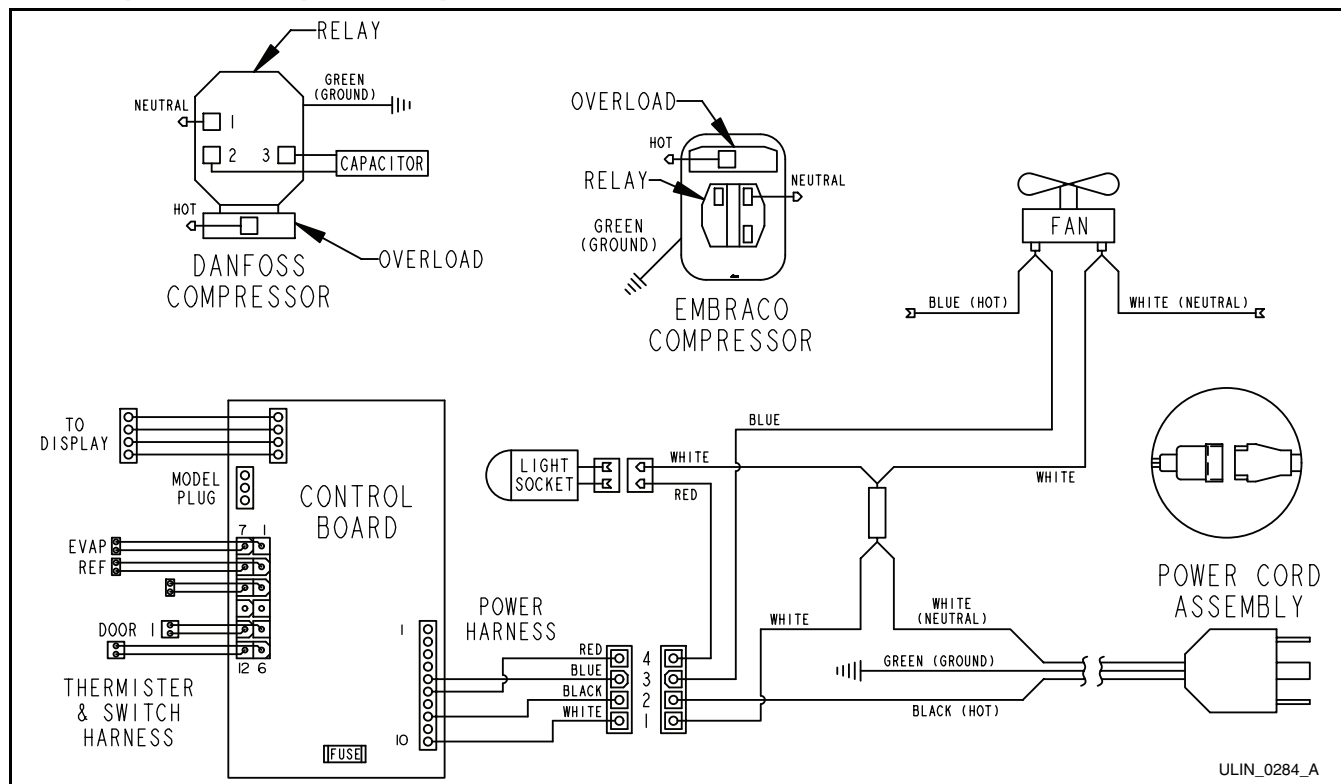 RELAY
GREEN
(GROUND)
NEUTRAL
1
2
3
CAPACITOR
HOT
OVERLOAD
DANFOSS
COMPRESSOR
OVERLOAD
HOT
RELAY
NEUTRAL
GREEN
(GROUND)
EMBRACO
COMPRESSOR
FAN
BLUE (HOT)
WHITE (NEUTRAL)
TO
DISPLAY
MODEL
PLUG
CONTROL
BOARD
7 1
EVAP
REF
DOOR 1
12 6
THERMISTER
& SWITCH
HARNESS
FUSE
1
10
POWER
HARNESS
RED
BLUE
BLACK
WHITE
4
3
2
1
LIGHT
SOCKET
WHITE
RED
BLUE
WHITE
WHITE
WHITE
(NEUTRAL)
GREEN (GROUND)
BLACK (HOT)
POWER CORD
ASSEMBLY
ULIN_0284_A